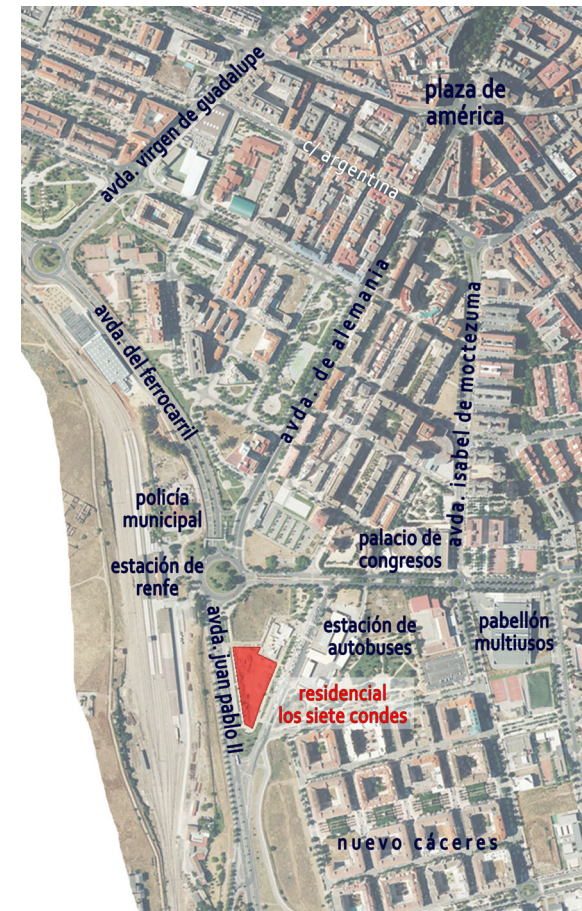 avda. virgen de guadalupe
plaza de
américa
c/ argentina
avda. de alemania
avda. isabel de moctezuma
avda. del ferrocarril
policía
municipal
palacio de
congresos
estación de
renfe
avda. juan pablo II
estación de
autobuses
pabellón
multiusos
residencial
los siete condes
nuevo cáceres